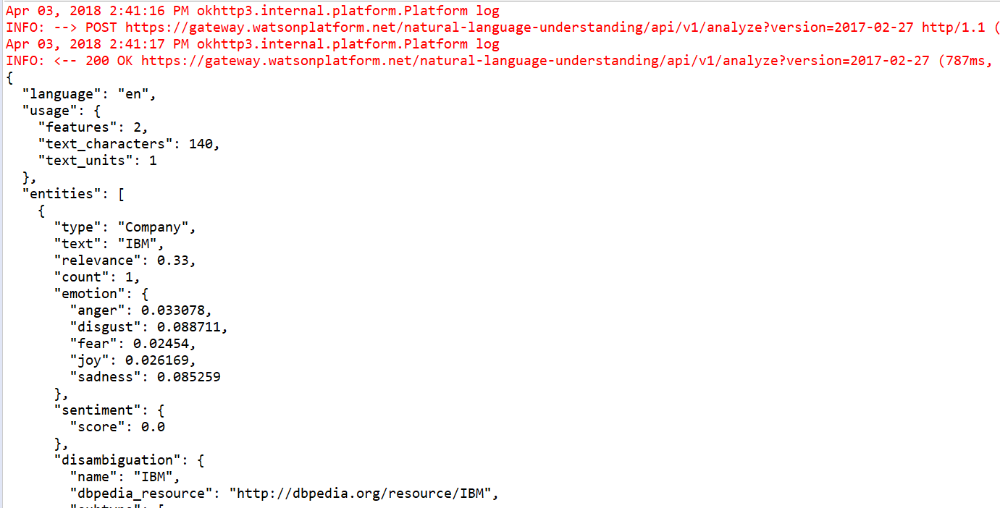 Apr 03, 2018 2:41:16 PM okhttp3.internal.platform.Platform log
INFO: --> POST https://gateway.watsonplatform.net/natural-language-understanding/api/v1/analyze?version=2017-02-27 http/1.1 (
Apr 03, 2018 2:41:17 PM okhttp3.internal.platform.Platform log
INFO: <-- 200 OK https://gateway.watsonplatform.net/natural-language-understanding/api/v1/analyze?version=2017-02-27 (787ms,
{
  "language": "en",
  "usage": {
    "features": 2,
    "text_characters": 140,
    "text_units": 1
  },
  "entities": [
    {
      "type": "Company",
      "text": "IBM",
      "relevance": 0.33,
      "count": 1,
      "emotion": {
        "anger": 0.033078,
        "disgust": 0.088711,
        "fear": 0.02454,
        "joy": 0.026169,
        "sadness": 0.085259
      },
      "sentiment": {
        "score": 0.0
      },
      "disambiguation": {
        "name": "IBM",
        "dbpedia_resource": "http://dbpedia.org/resource/IBM",